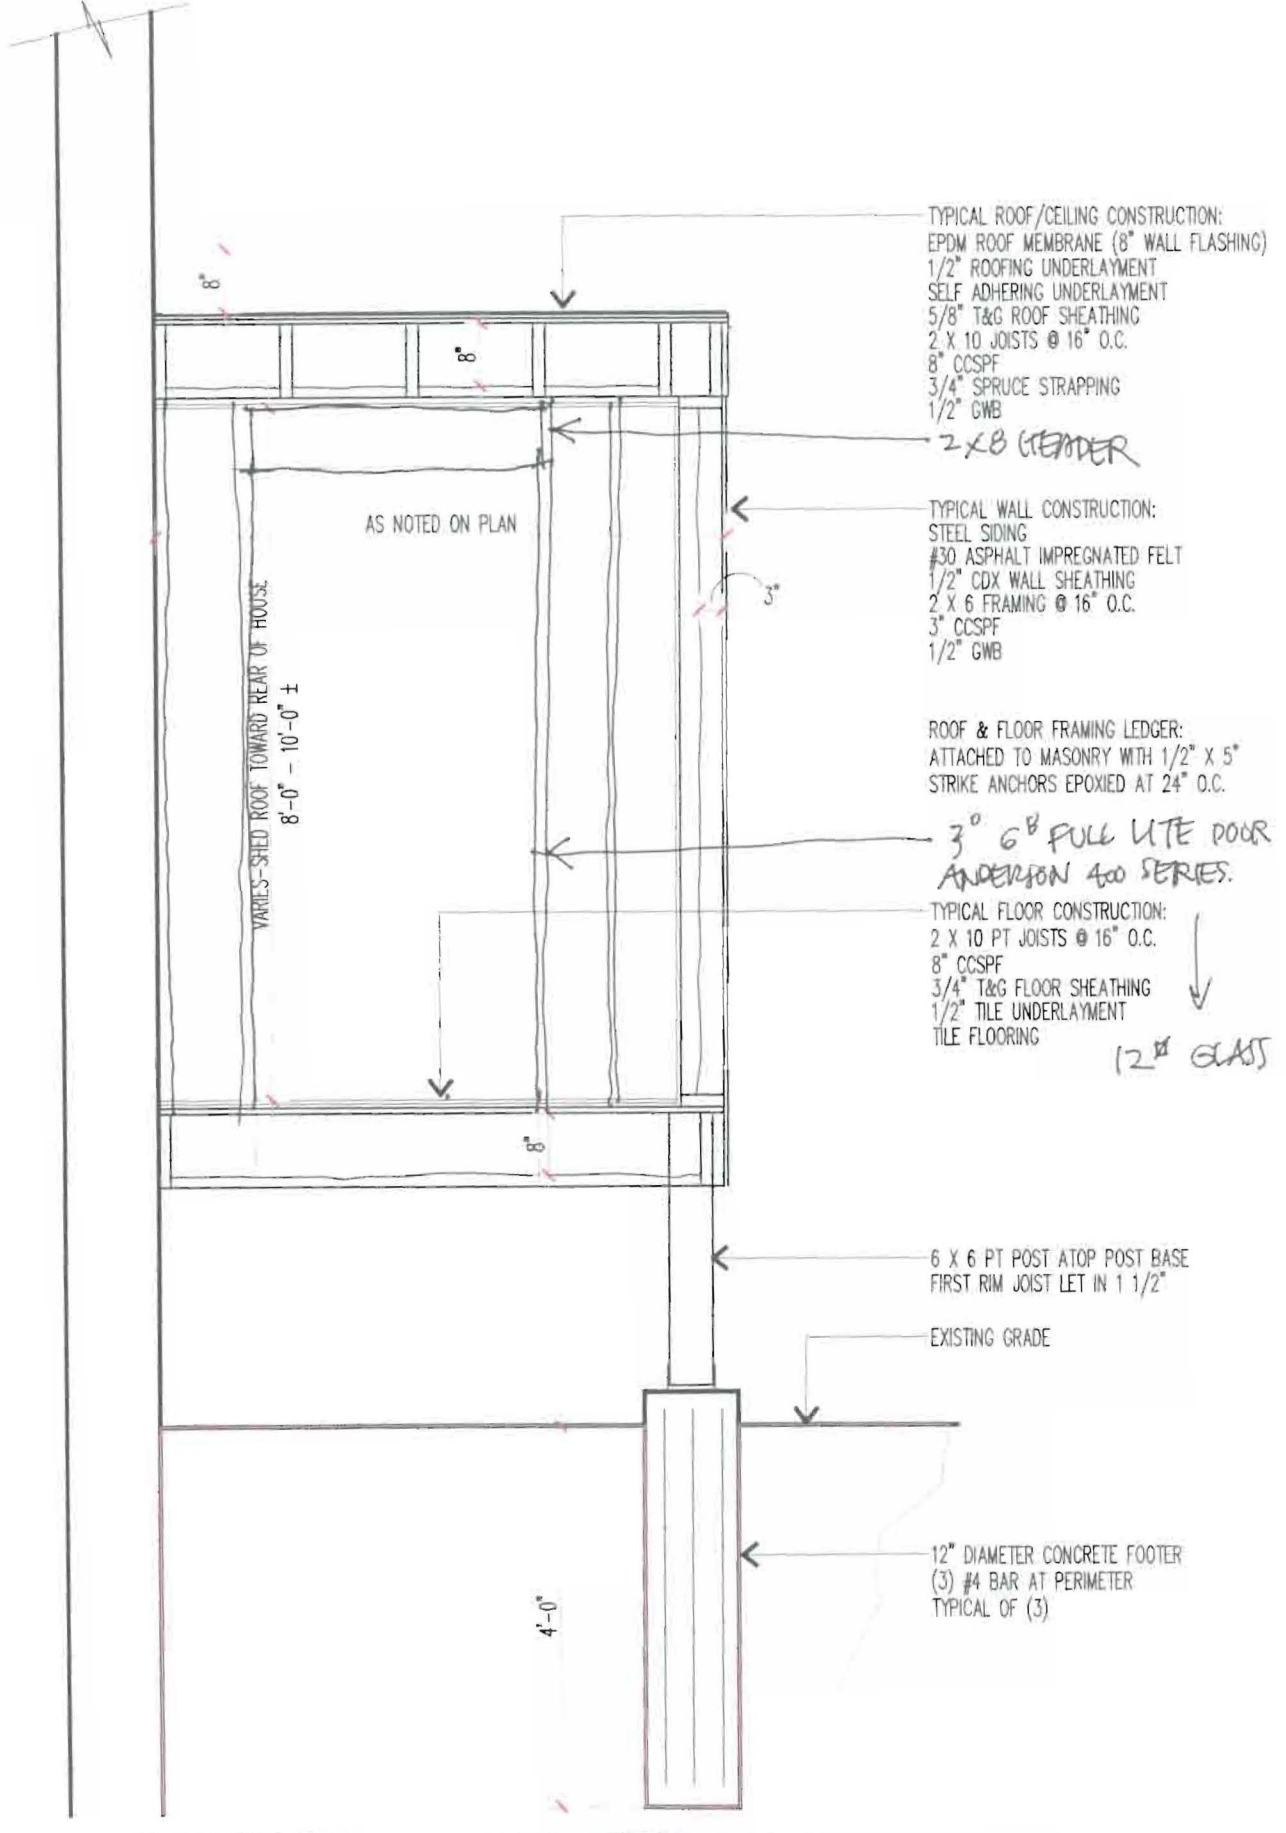 TYPICAL ROOF/CEILING CONSTRUCTION:
EPDM ROOF MEMBRANE (8" WALL FLASHING)
1/2" ROOFING UNDERLAYMENT
SELF ADHERING UNDERLAYMENT
5/8" T&G ROOF SHEATHING
2 X 10 JOISTS @ 16" O.C.
8" CCSPF
3/4" SPRUCE STRAPPING
1/2" GWB
2x8 HEADER
8"
8"
AS NOTED ON PLAN
TYPICAL WALL CONSTRUCTION:
STEEL SIDING
#30 ASPHALT IMPREGNATED FELT
1/2" CDX WALL SHEATHING
2 X 6 FRAMING @ 16" O.C.
3" CCSPF
1/2" GWB
3"
VARIES-SHED ROOF TOWARD REAR OF HOUSE
8'-0" - 10'-0" ±
ROOF & FLOOR FRAMING LEDGER:
ATTACHED TO MASONRY WITH 1/2" X 5"
STRIKE ANCHORS EPOXIED AT 24" O.C.
3⁰ 6⁸ FULL LITE DOOR
ANDERSON 400 SERIES.
TYPICAL FLOOR CONSTRUCTION:
2 X 10 PT JOISTS @ 16" O.C.
8" CCSPF
3/4" T&G FLOOR SHEATHING
1/2" TILE UNDERLAYMENT
TILE FLOORING
GLASS
8"
6 X 6 PT POST ATOP POST BASE
FIRST RIM JOIST LET IN 1 1/2"
EXISTING GRADE
12" DIAMETER CONCRETE FOOTER
(3) #4 BAR AT PERIMETER
TYPICAL OF (3)
4'-0"